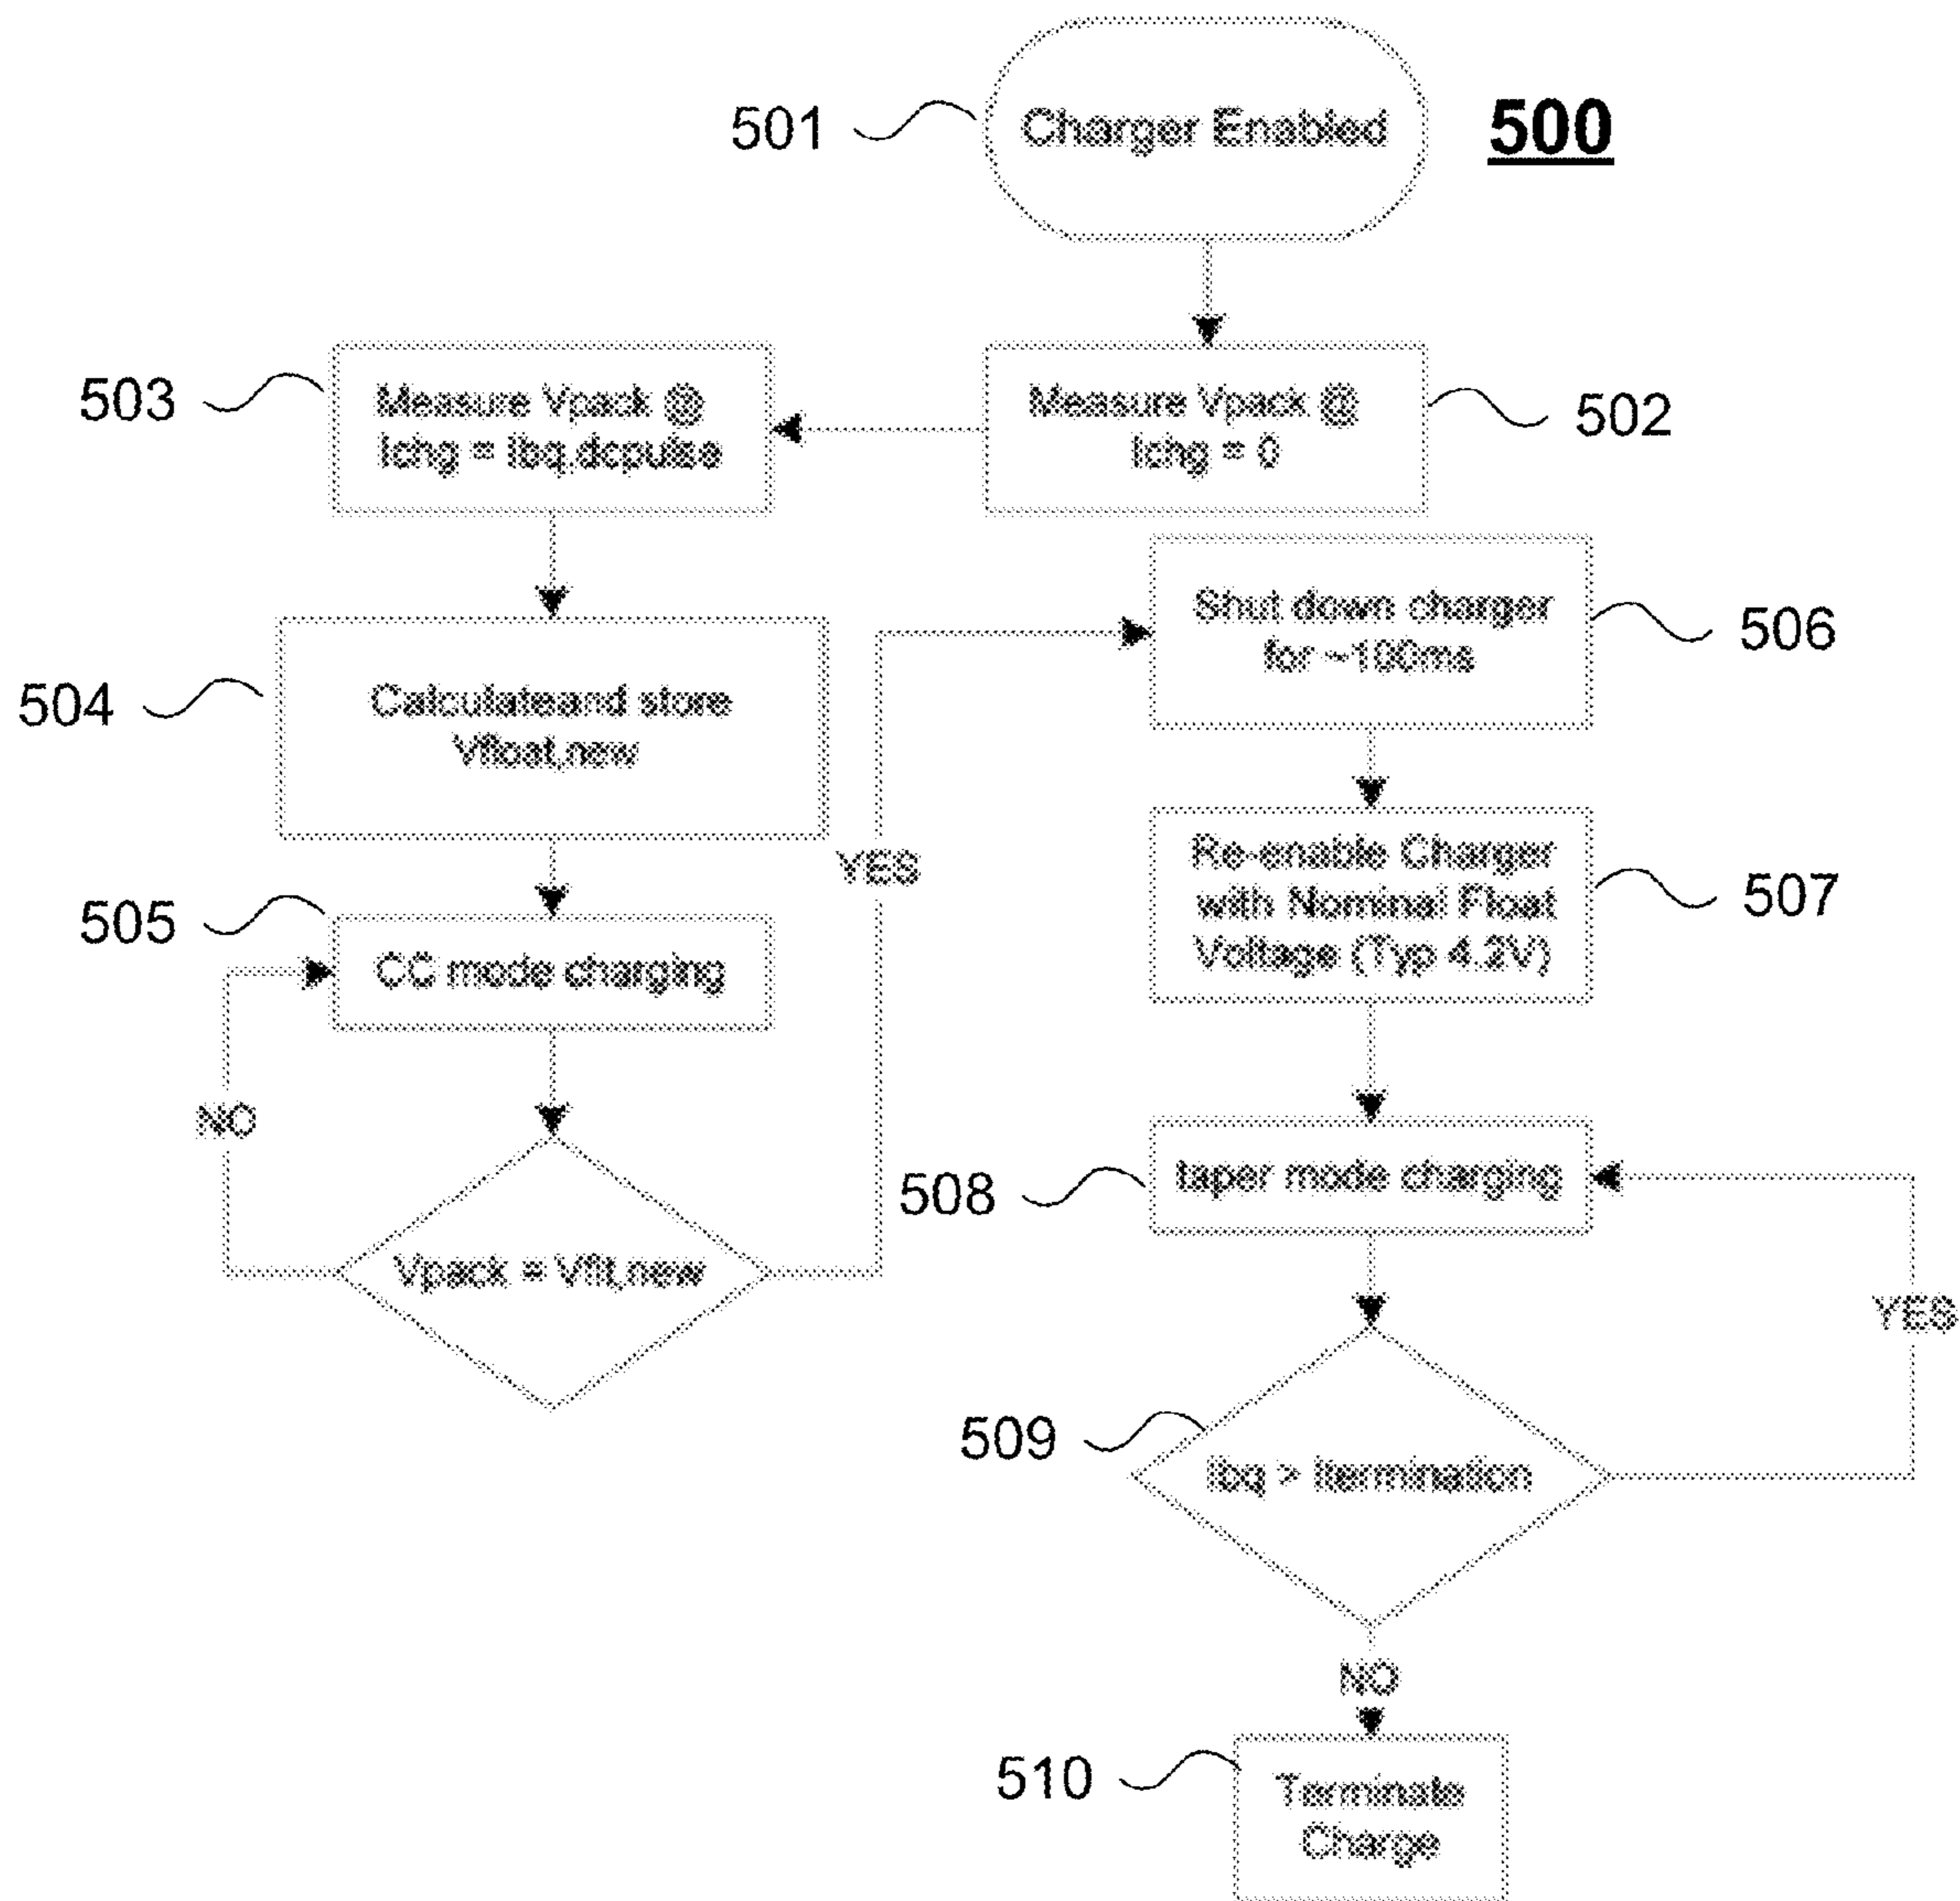 501
Charger Enabled
500
503
Measure Vpack @
Ichg = Ibq.dcpulse
Measure Vpack @
Ichg = 0
502
504
Calculateand store
Vfloat,new
Shut down charger
for ~100ms
506
YES
Re-enable Charger
with Nominal Float
Voltage (Typ 4.2V)
507
505
CC mode charging
NO
508
taper mode charging
Vpack = Vflt,new
YES
509
Ibq > Itermination
NO
510
Terminate
Charge